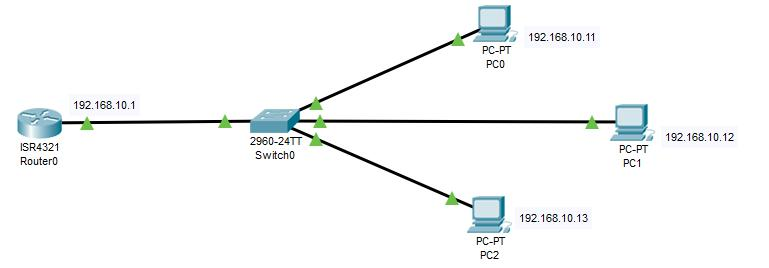 192.168.10.11
PC-PT
PC0
192.168.10.1
ISR4321
Router0
2960-24TT
Switch0
192.168.10.12
PC-PT
PC1
192.168.10.13
PC-PT
PC2